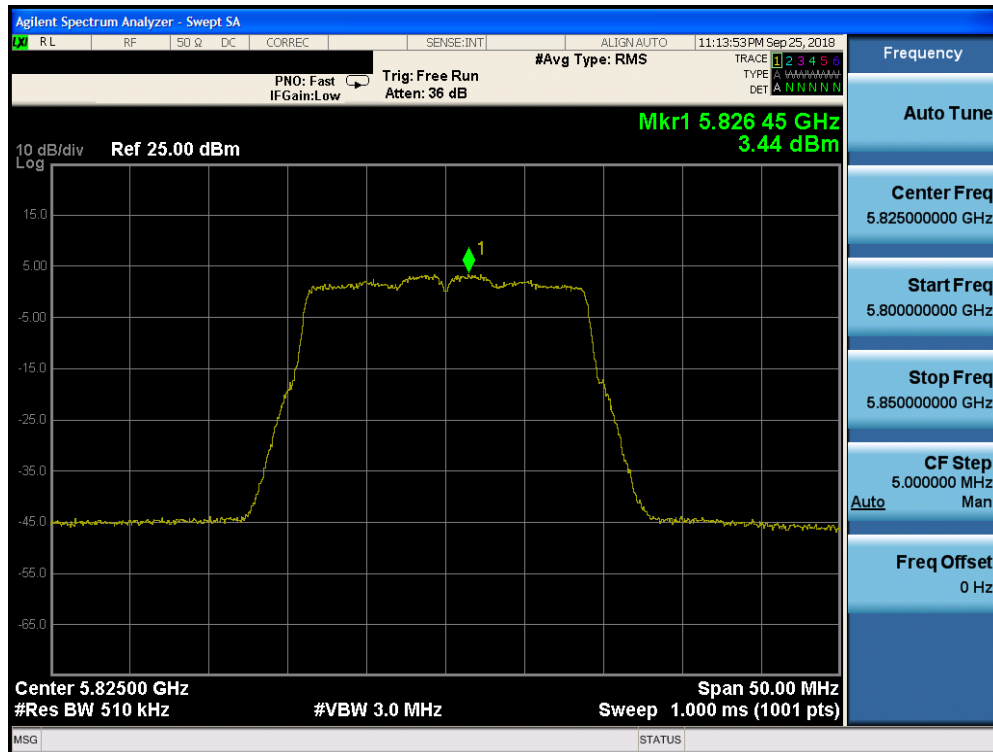 Agilent Spectrum Analyzer - Swept SA
LXI RL RF 50 Ω DC CORREC SENSE:INT ALIGN AUTO 11:13:53 PM Sep 25, 2018
#Avg Type: RMS
TRACE 1 2 3 4 5 6
PNO: Fast Trig: Free Run
TYPE A WWWWW
IFGain:Low Atten: 36 dB
DET A N N N N N
Mkr1 5.826 45 GHz
3.44 dBm
10 dB/div Ref 25.00 dBm
Log
15.0
1
5.00
-5.00
-15.0
-25.0
-35.0
-45.0
-55.0
-65.0
Center 5.82500 GHz Span 50.00 MHz
#Res BW 510 kHz #VBW 3.0 MHz Sweep 1.000 ms (1001 pts)
MSG STATUS
Frequency
Auto Tune
Center Freq
5.825000000 GHz
Start Freq
5.800000000 GHz
Stop Freq
5.850000000 GHz
CF Step
5.000000 MHz
Auto Man
Freq Offset
0 Hz